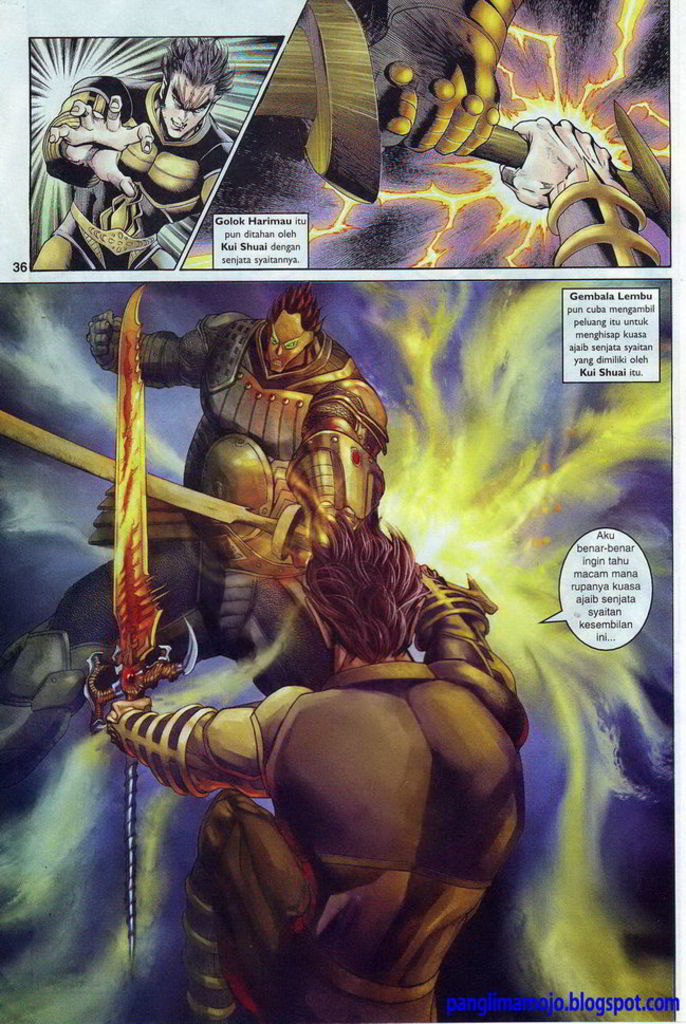 Golok Harimau itu
pun ditahan oleh
Kui Shuai dengan
senjata syaitannya.
36
Gembala Lembu
pun cuba mengambil
peluang itu untuk
menghisap kuasa
ajaib senjata syaitan
yang dimiliki oleh
Kui Shuai itu.
Aku
benar-benar
ingin tahu
macam mana
rupanya kuasa
ajaib senjata
syaitan
kesembilan
ini...
panglimamojo.blogspot.com